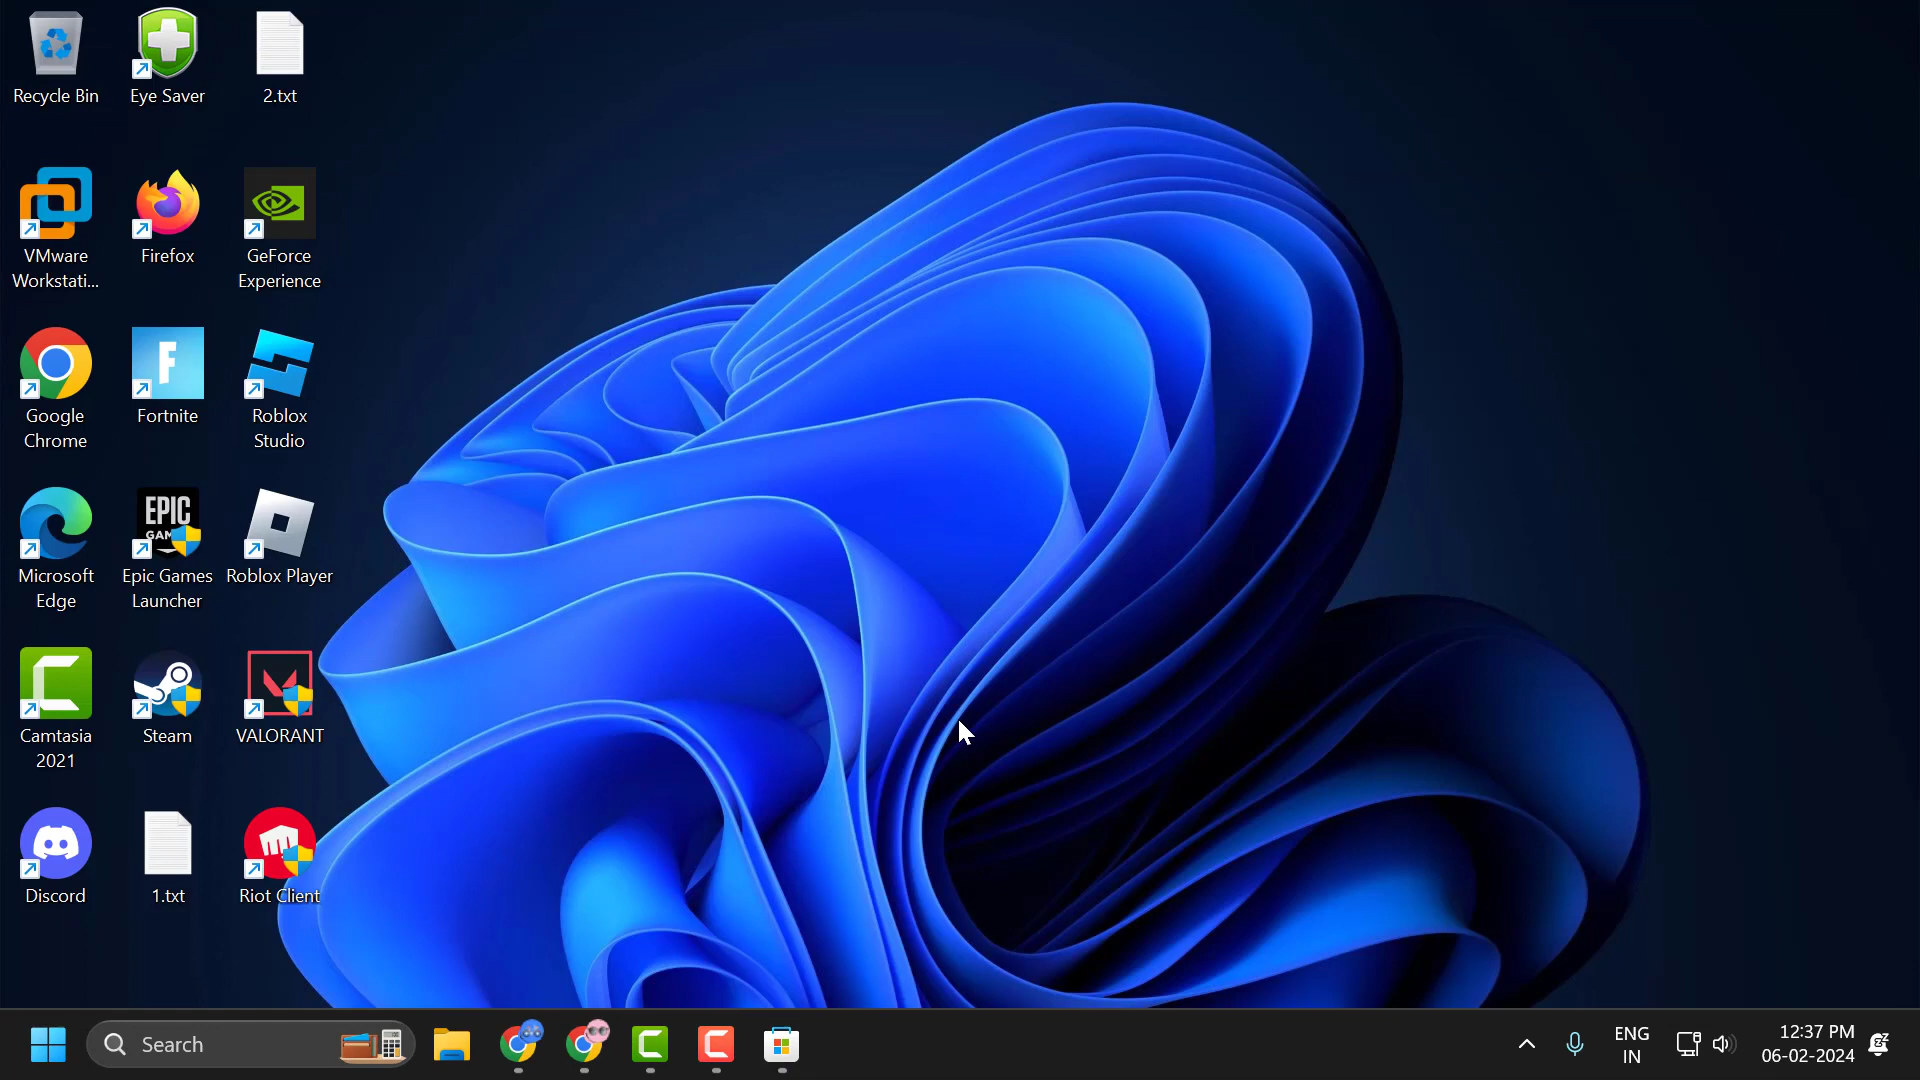 Recycle Bin
Eye Saver
2.txt
VMware
Workstati...
Firefox
GeForce
Experience
Google
Chrome
F
Fortnite
Roblox
Studio
Microsoft
Edge
EPIC
GAMES
Epic Games
Launcher
Roblox Player
Camtasia
2021
Steam
VALORANT
Discord
1.txt
Riot Client
Search
ENG
IN
12:37 PM
06-02-2024